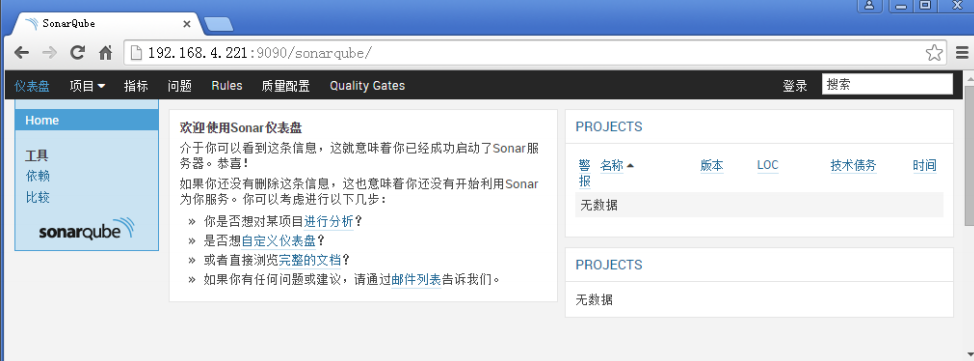 SonarQube
192.168.4.221:9090/sonarqube/
仪表盘 项目 指标 问题 Rules 质量配置 Quality Gates 登录 搜索
Home
工具
依赖
比较
sonarqube
欢迎使用Sonar仪表盘
介于你可以看到这条信息，这就意味着你已经成功启动了Sonar服
务器。恭喜！
如果你还没有删除这条信息，这也意味着你还没有开始利用Sonar
为你服务。你可以考虑进行以下几步：
» 你是否想对某项目进行分析？
» 是否想自定义仪表盘？
» 或者直接浏览完整的文档？
» 如果你有任何问题或建议，请通过邮件列表告诉我们。
PROJECTS
警报 名称 版本 LOC 技术债务 时间
无数据
PROJECTS
无数据